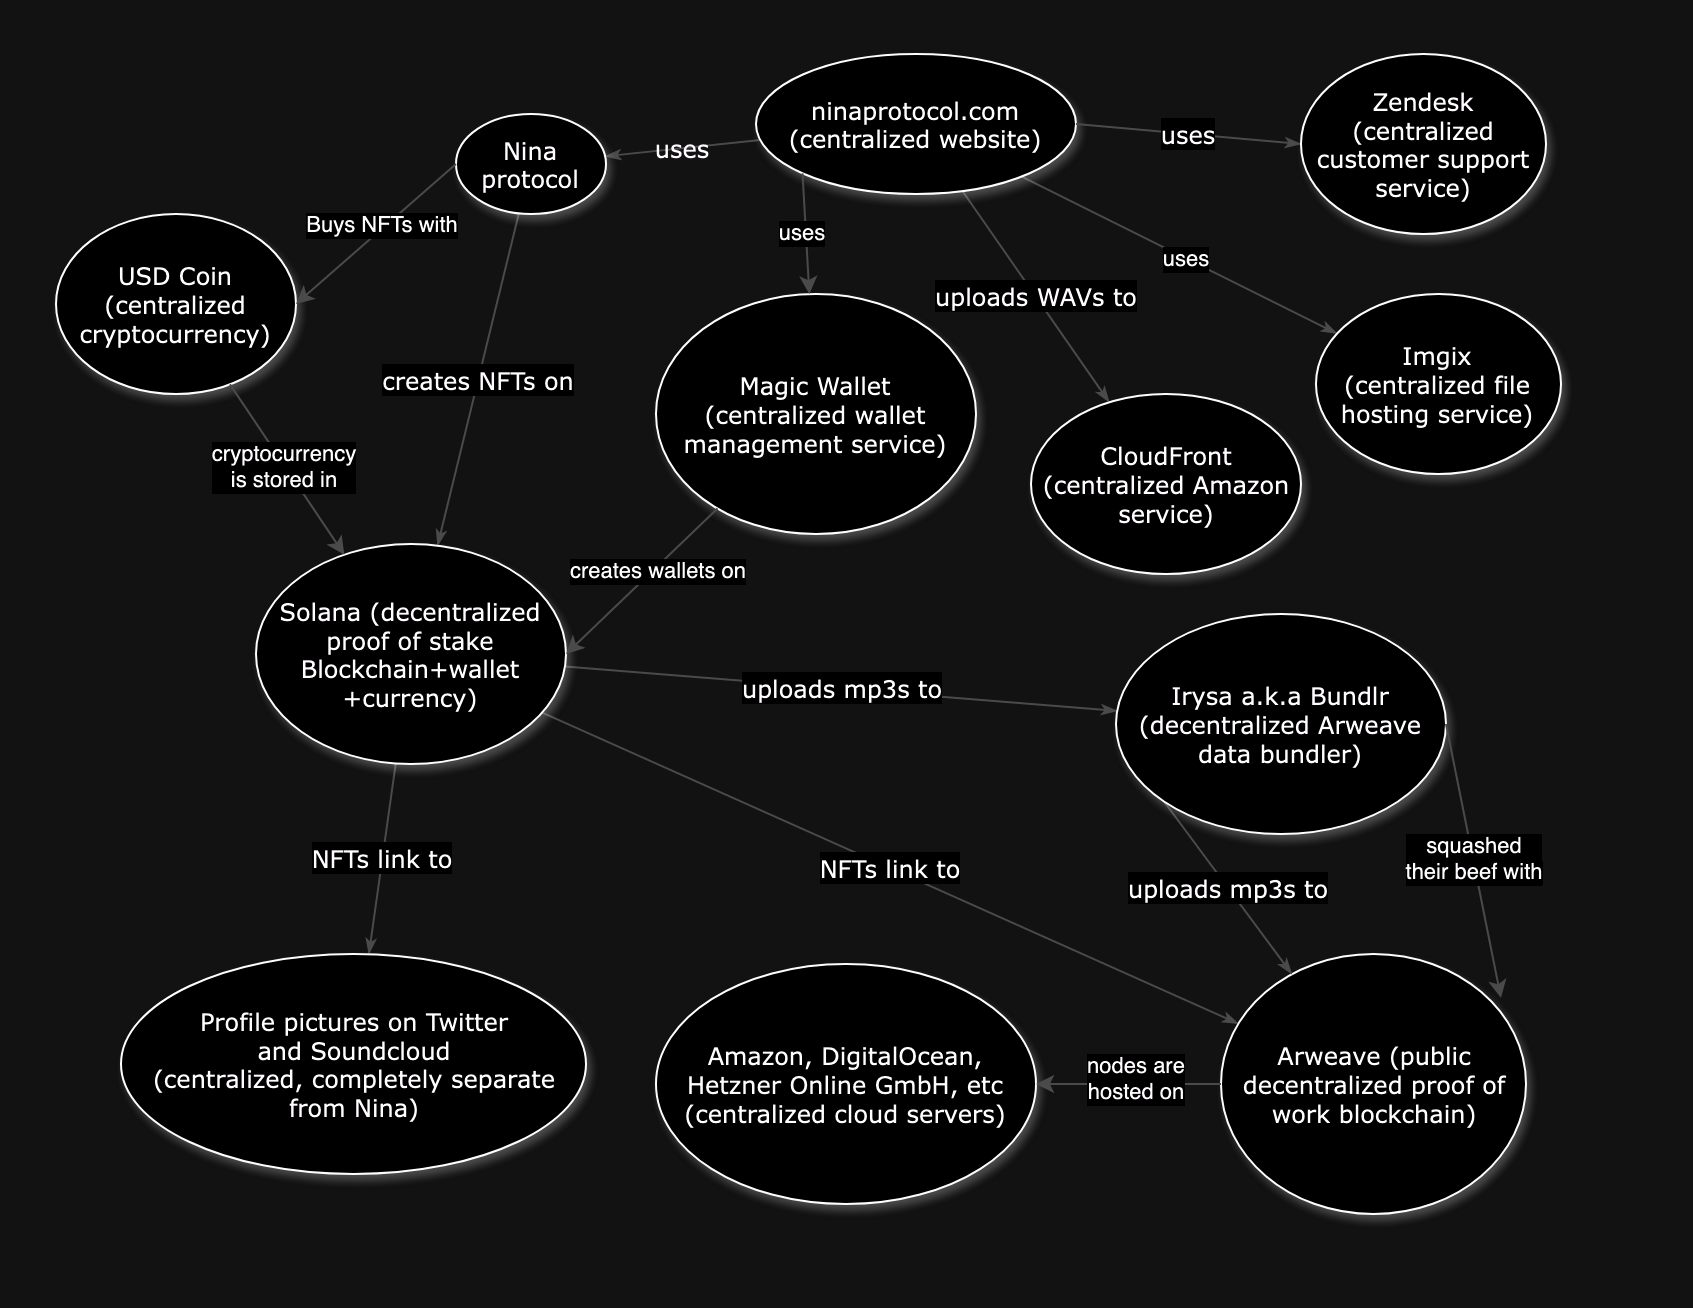 ninaprotocol.com
(centralized website)
Zendesk
(centralized
customer support
service)
uses
uses
Nina
protocol
Buys NFTs with
uses
uses
USD Coin
(centralized
cryptocurrency)
uploads WAVs to
creates NFTs on
Magic Wallet
(centralized wallet
management service)
Imgix
(centralized file
hosting service)
cryptocurrency
is stored in
CloudFront
(centralized Amazon
service)
creates wallets on
Solana (decentralized
proof of stake
Blockchain+wallet
+currency)
uploads mp3s to
Irysa a.k.a Bundlr
(decentralized Arweave
data bundler)
NFTs link to
NFTs link to
uploads mp3s to
squashed
their beef with
Profile pictures on Twitter
and Soundcloud
(centralized, completely separate
from Nina)
Amazon, DigitalOcean,
Hetzner Online GmbH, etc
(centralized cloud servers)
nodes are
hosted on
Arweave (public
decentralized proof of
work blockchain)